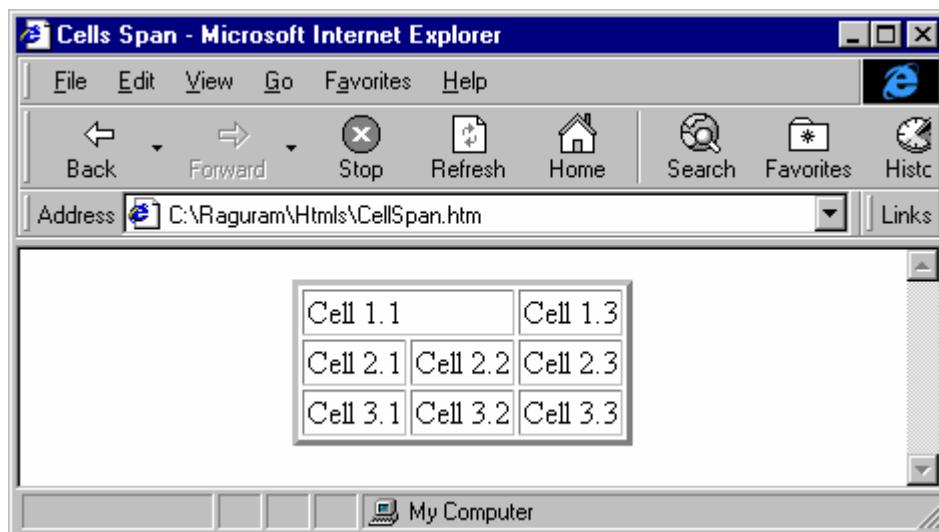 Cells Span - Microsoft Internet Explorer
File Edit View Go Favorites Help
Back Forward Stop Refresh Home Search Favorites Histc
Address C:\Raguram\Htmls\CellSpan.htm Links
Cell 1.1 Cell 1.3
Cell 2.1 Cell 2.2 Cell 2.3
Cell 3.1 Cell 3.2 Cell 3.3
My Computer